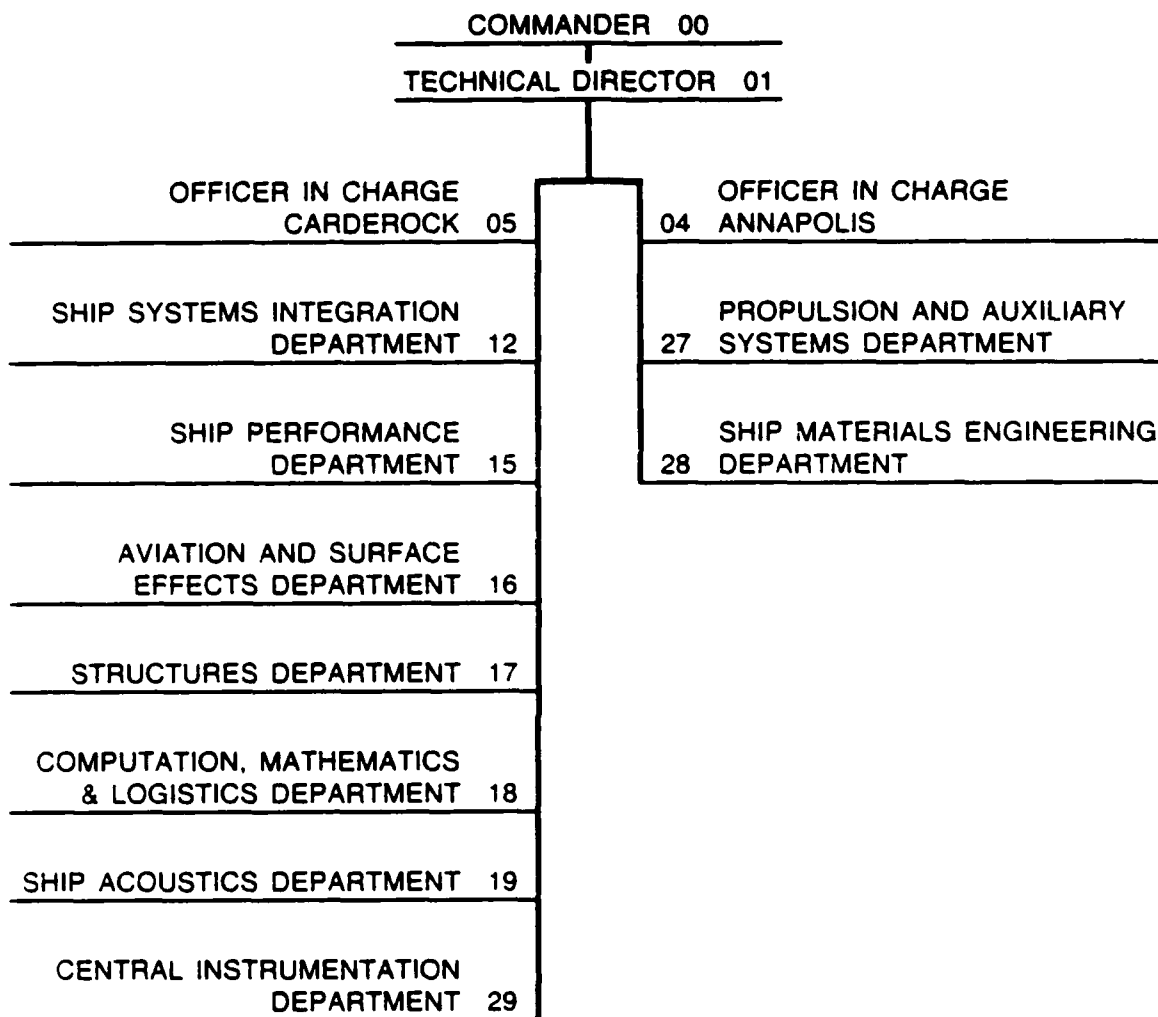 COMMANDER 00
TECHNICAL DIRECTOR 01
OFFICER IN CHARGE
CARDEROCK 05
OFFICER IN CHARGE
04 ANNAPOLIS
SHIP SYSTEMS INTEGRATION
DEPARTMENT 12
PROPULSION AND AUXILIARY
27 SYSTEMS DEPARTMENT
SHIP PERFORMANCE
DEPARTMENT 15
SHIP MATERIALS ENGINEERING
28 DEPARTMENT
AVIATION AND SURFACE
EFFECTS DEPARTMENT 16
STRUCTURES DEPARTMENT 17
COMPUTATION, MATHEMATICS
& LOGISTICS DEPARTMENT 18
SHIP ACOUSTICS DEPARTMENT 19
CENTRAL INSTRUMENTATION
DEPARTMENT 29